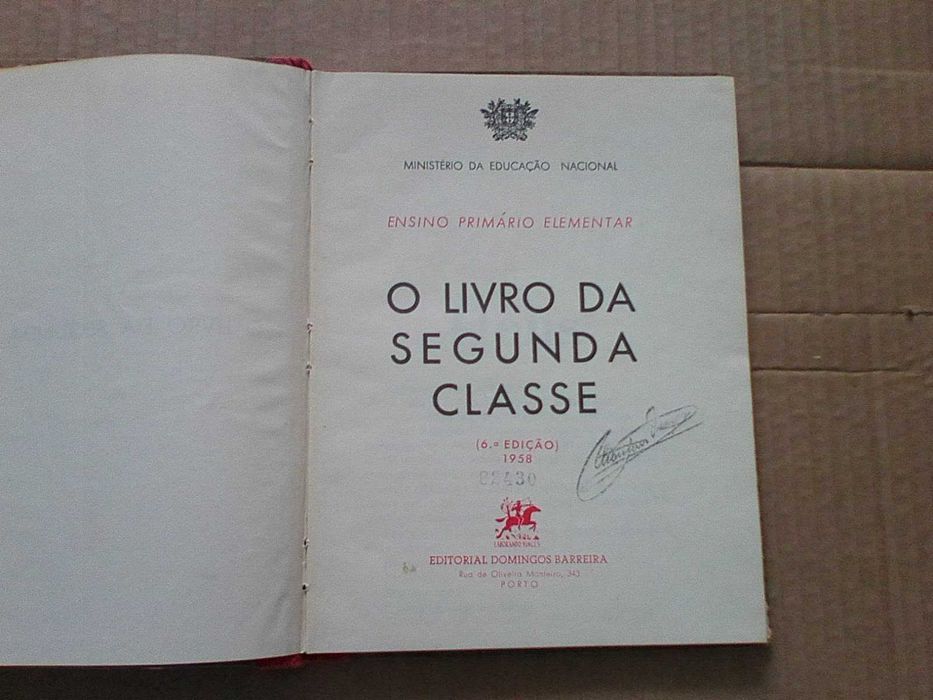 MINISTÉRIO DA EDUCAÇÃO NACIONAL
ENSINO PRIMÁRIO ELEMENTAR
O LIVRO DA
SEGUNDA
CLASSE
(6.ª EDIÇÃO)
1958
82430
EDITORIAL DOMINGOS BARREIRA
Rua de Oliveira Monteiro, 343
PORTO